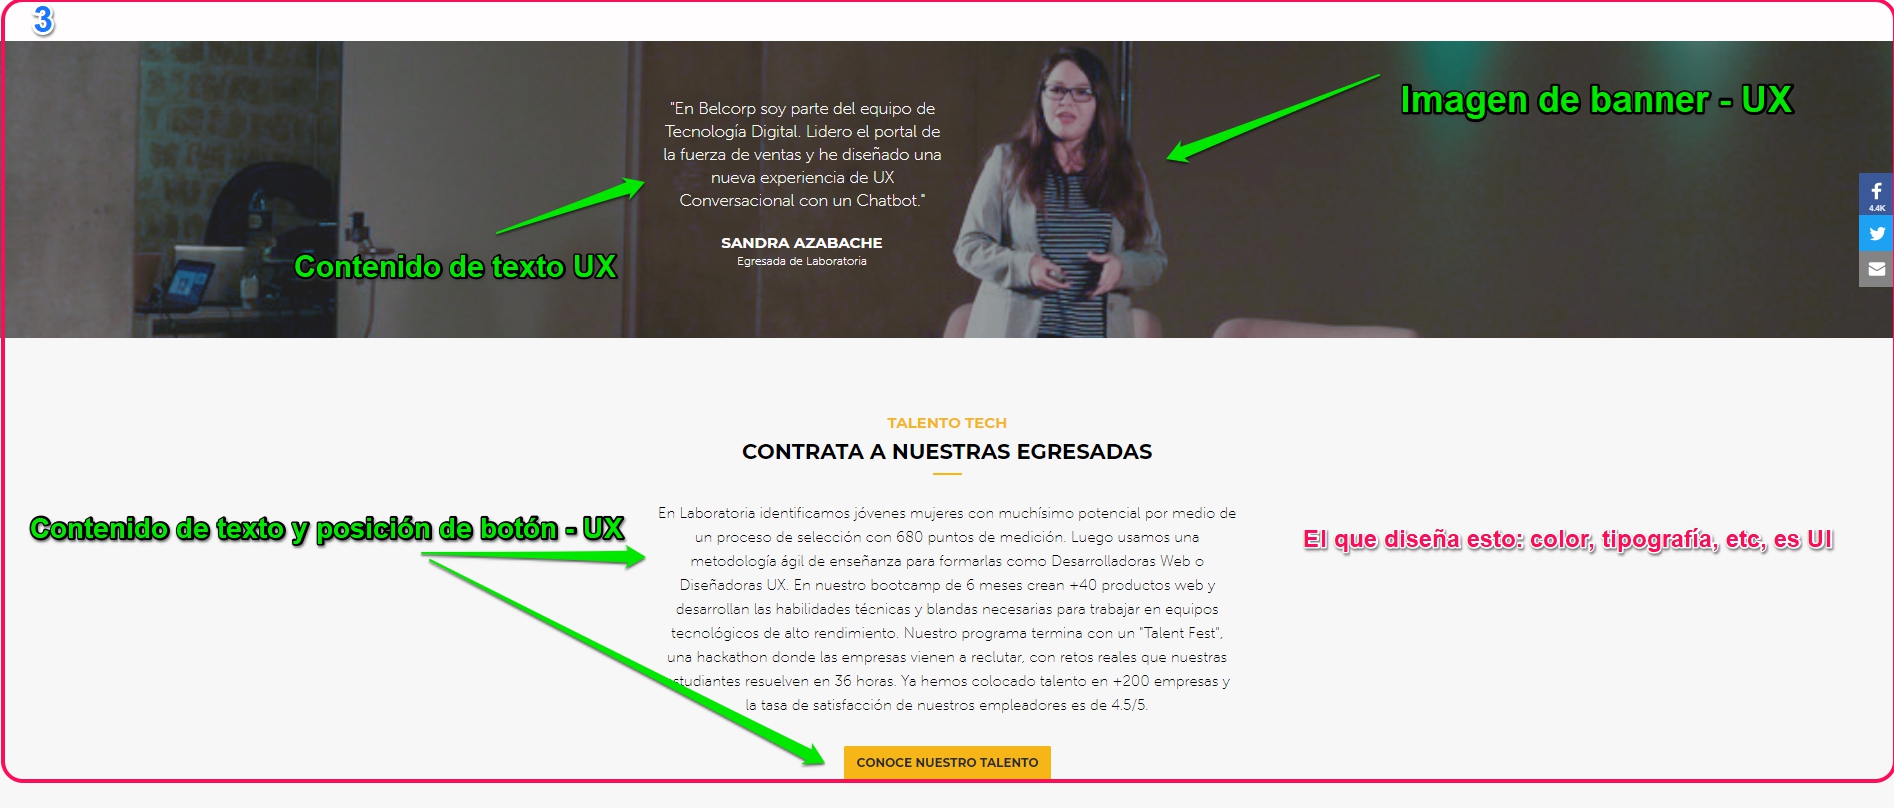 3
Imagen de banner - UX
"En Belcorp soy parte del equipo de
Tecnología Digital. Lidero el portal de
la fuerza de ventas y he diseñado una
nueva experiencia de UX
Conversacional con un Chatbot."
SANDRA AZABACHE
Egresada de Laboratoria
Contenido de texto UX
4.4K
TALENTO TECH
CONTRATA A NUESTRAS EGRESADAS
Contenido de texto y posición de botón - UX
En Laboratoria identificamos jóvenes mujeres con muchísimo potencial por medio de
un proceso de selección con 680 puntos de medición. Luego usamos una
metodología ágil de enseñanza para formarlas como Desarrolladoras Web o
Diseñadoras UX. En nuestro bootcamp de 6 meses crean +40 productos web y
desarrollan las habilidades técnicas y blandas necesarias para trabajar en equipos
tecnológicos de alto rendimiento. Nuestro programa termina con un "Talent Fest",
una hackathon donde las empresas vienen a reclutar, con retos reales que nuestras
estudiantes resuelven en 36 horas. Ya hemos colocado talento en +200 empresas y
la tasa de satisfacción de nuestros empleadores es de 4.5/5.
El que diseña esto: color, tipografía, etc, es UI
CONOCE NUESTRO TALENTO